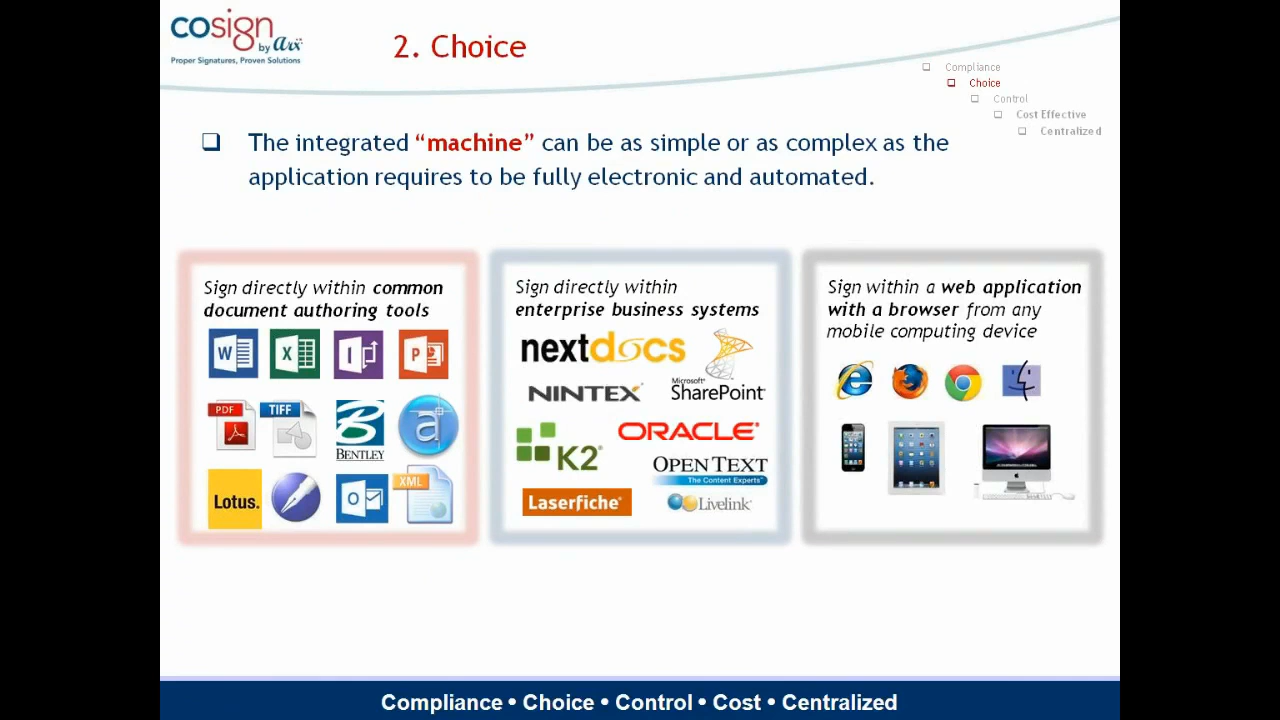 cosign
by arx
Proper Signatures, Proven Solutions
2. Choice
Compliance
Choice
Control
Cost Effective
Centralized
The integrated “machine” can be as simple or as complex as the
application requires to be fully electronic and automated.
Sign directly within common
document authoring tools
W X I P
PDF TIFF B a
BENTLEY
Lotus. O XML
Sign directly within
enterprise business systems
nextdocs
NINTEX Microsoft®
SharePoint
ORACLE®
K2®
OPEN TEXT
The Content Experts™
Laserfiche® Livelink
Sign within a web application
with a browser from any
mobile computing device
Compliance • Choice • Control • Cost • Centralized